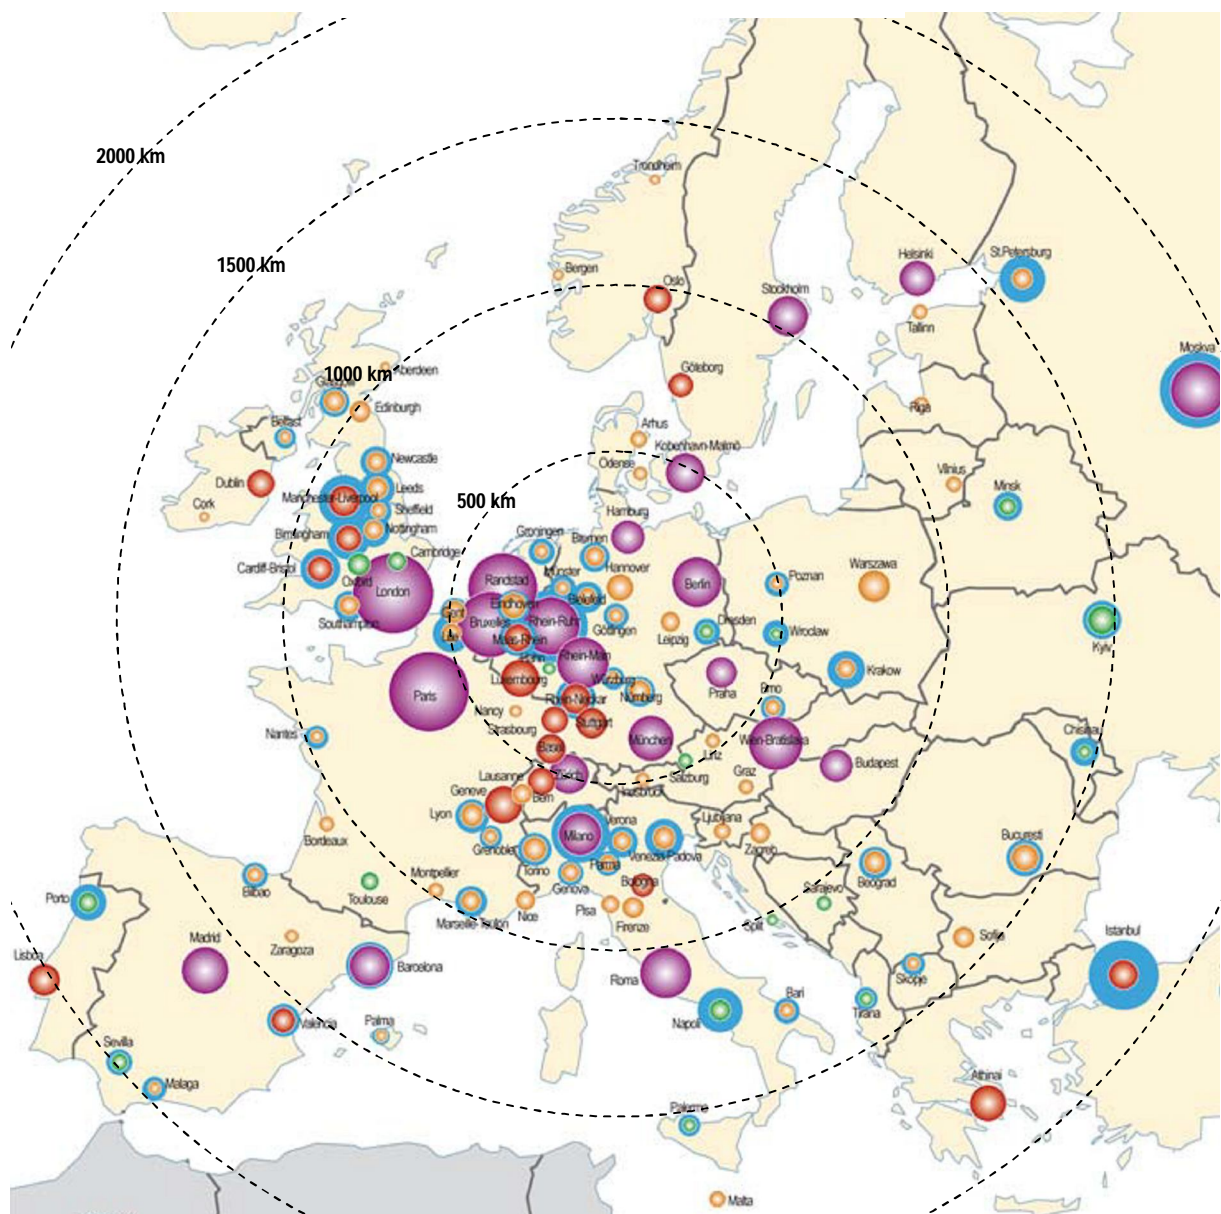 2000 km
Trondheim
1500 km
Bergen
Oslo
Stockholm
Helsinki
St.Petersburg
Tallinn
Moskva
1000 km
Aberdeen
Glasgow
Edinburgh
Göteborg
Riga
Belfast
Arhus
Kobenhavn-Malmö
Newcastle
Dublin
Leeds
Odense
Vilnius
Minsk
Manchester-Liverpool
Cork
Sheffield
500 km
Hamburg
Birmingham
Nottingham
Groningen
Bremen
Cambridge
Cardiff-Bristol
Oxford
London
Randstad
Münster
Hannover
Berlin
Poznan
Warszawa
Southampton
Gent
Eindhoven
Bielefeld
Bruxelles
Rhein-Ruhr
Göttingen
Leipzig
Dresden
Wroclaw
Kyiv
Lille
Maas-Rhein
Hahn
Rhein-Main
Luxembourg
Würzburg
Nürnberg
Praha
Krakow
Paris
Rhein-Neckar
Brno
Nancy
Strasbourg
Stuttgart
Nantes
München
Linz
Wien-Bratislava
Chisinau
Basel
Salzburg
Budapest
Lausanne
Zürich
Innsbruck
Graz
Geneve
Bern
Lyon
Milano
Verona
Ljubljana
Zagreb
Bucuresti
Bordeaux
Grenoble
Torino
Parma
Venezia-Padova
Beograd
Genova
Bilbao
Montpellier
Bologna
Sarajevo
Porto
Toulouse
Marseille-Toulon
Nice
Pisa
Firenze
Split
Zaragoza
Madrid
Sofia
Istanbul
Lisboa
Barcelona
Roma
Skopje
Valencia
Palma
Napoli
Bari
Tirana
Sevilla
Malaga
Athinai
Palermo
Malta